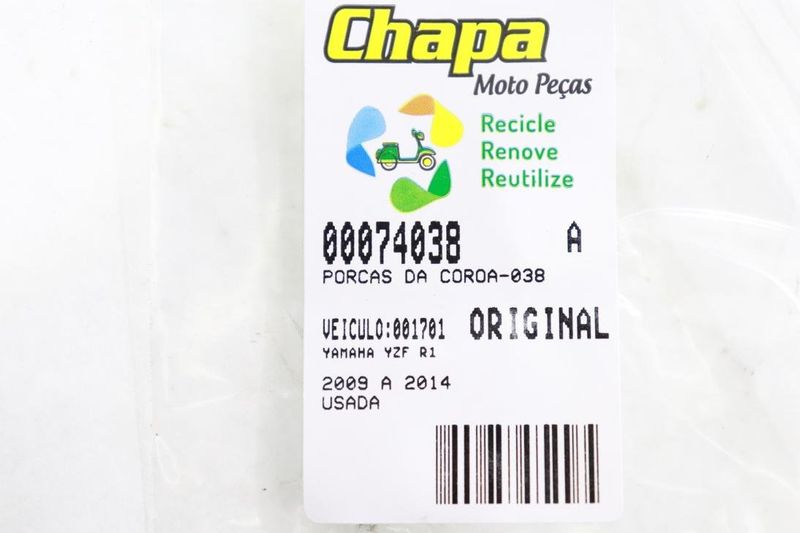 Chapa
Moto Peças
Recicle
Renove
Reutilize
00074038 A
PORCAS DA COROA-038
VEICULO:001701 ORIGINAL
YAMAHA YZF R1
2009 A 2014
USADA